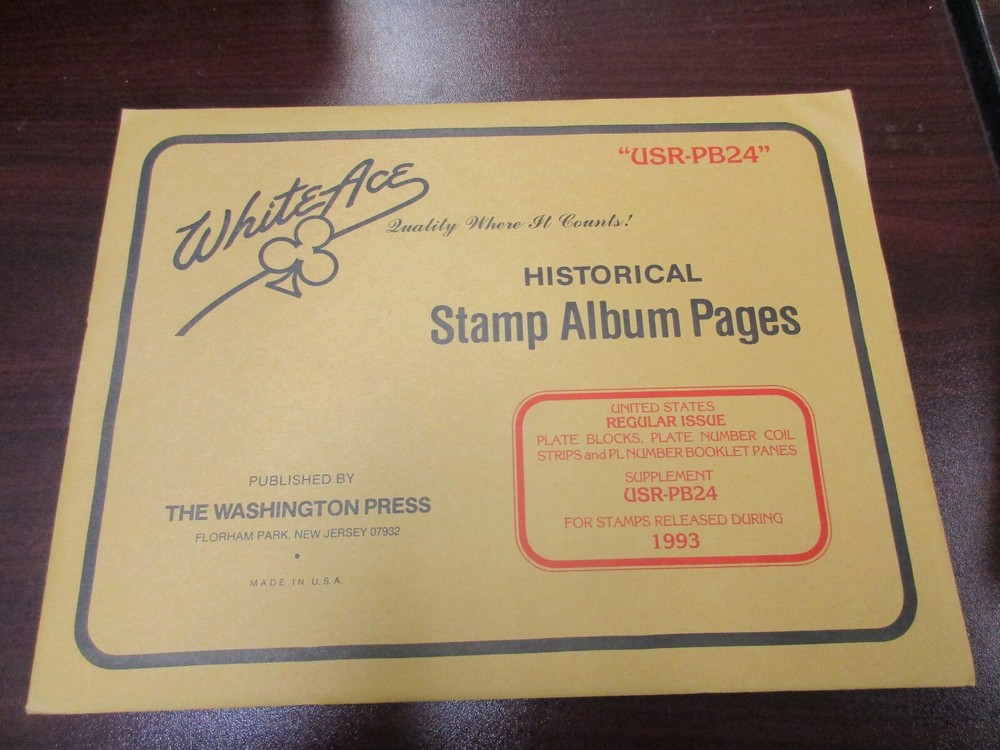 "USR-PB24"
White Ace
Quality Where It Counts!
HISTORICAL
Stamp Album Pages
UNITED STATES
REGULAR ISSUE
PLATE BLOCKS, PLATE NUMBER COIL
STRIPS and PL NUMBER BOOKLET PANES
SUPPLEMENT
USR-PB24
FOR STAMPS RELEASED DURING
1993
PUBLISHED BY
THE WASHINGTON PRESS
FLORHAM PARK, NEW JERSEY 07932
•
MADE IN U.S.A.